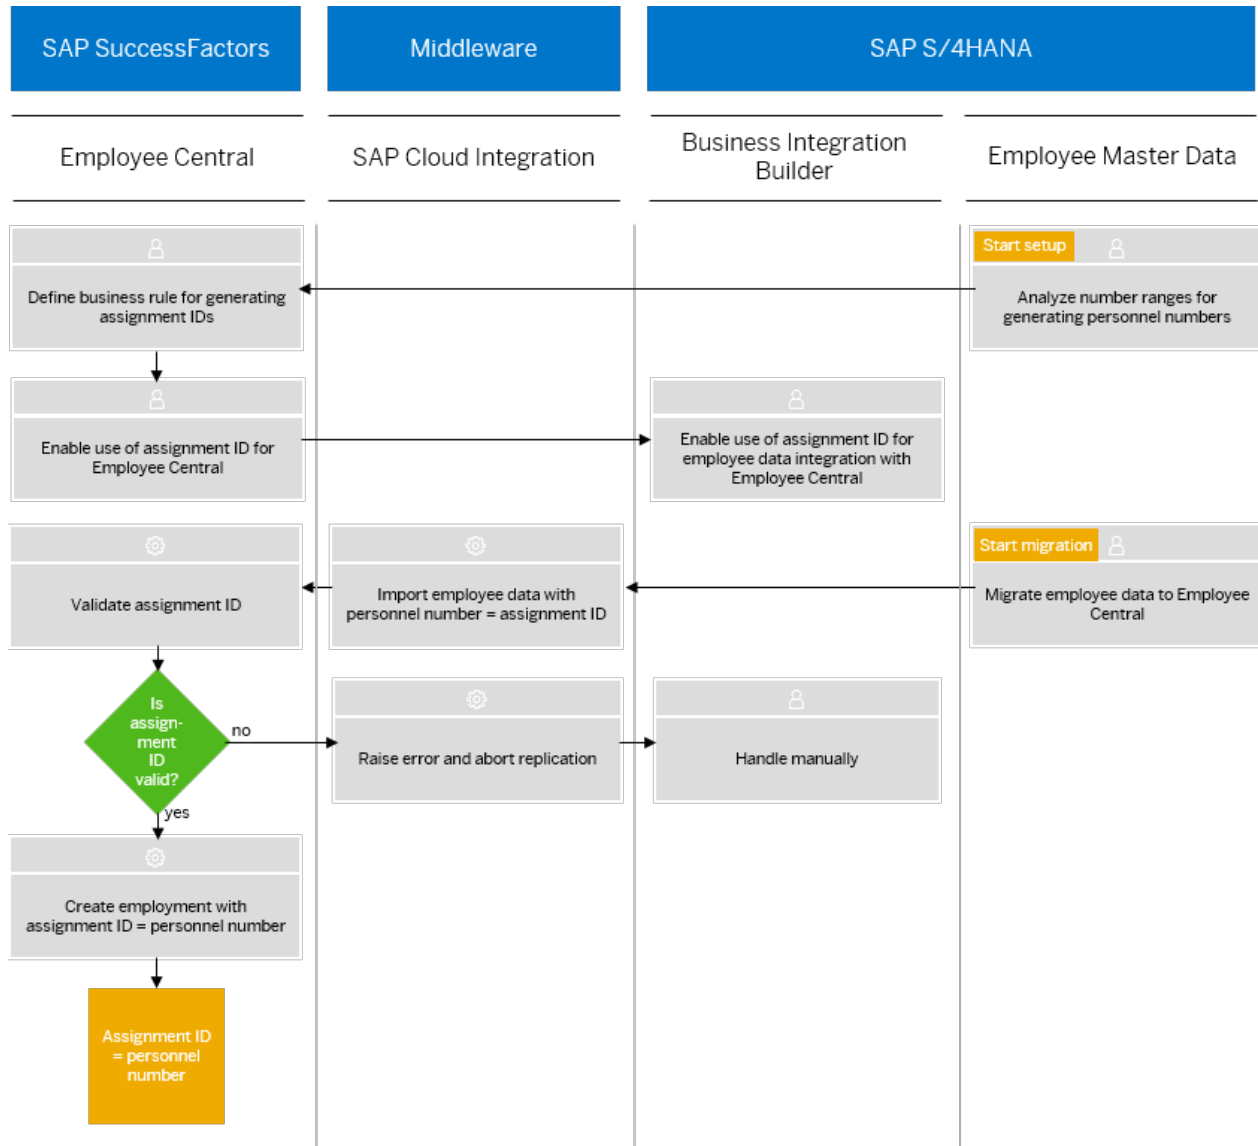 SAP SuccessFactors
Middleware
SAP S/4HANA
Employee Central
SAP Cloud Integration
Business Integration
Builder
Employee Master Data
Start setup
Define business rule for generating
assignment IDs
Analyze number ranges for
generating personnel numbers
Enable use of assignment ID for
Employee Central
Enable use of assignment ID for
employee data integration with
Employee Central
Start migration
Validate assignment ID
Import employee data with
personnel number = assignment ID
Migrate employee data to Employee
Central
Is
assign-
ment
ID
valid?
no
Raise error and abort replication
Handle manually
yes
Create employment with
assignment ID = personnel number
Assignment ID
= personnel
number